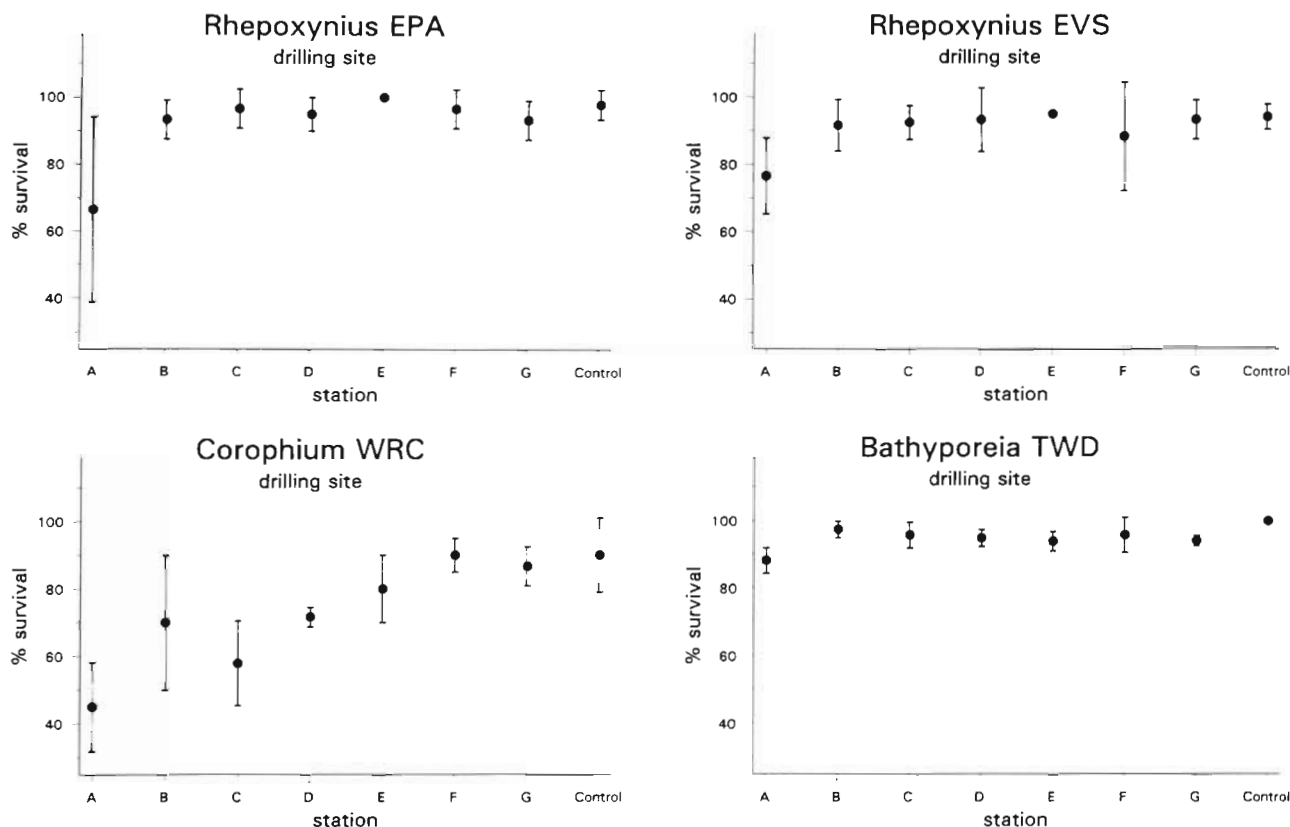 Rhepoxynius EPA
drilling site
% survival
100
80
60
40
A B C D E F G Control
station
Rhepoxynius EVS
drilling site
% survival
100
80
60
40
A B C D E F G Control
station
Corophium WRC
drilling site
% survival
100
80
60
40
A B C D E F G Control
station
Bathyporeia TWD
drilling site
% survival
100
80
60
40
A B C D E F G Control
station